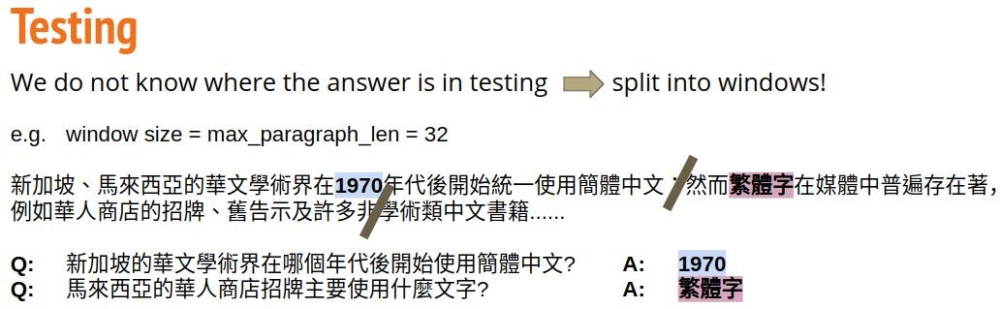 Testing
We do not know where the answer is in testing split into windows!
e.g. window size = max_paragraph_len = 32
新加坡、馬來西亞的華文學術界在1970年代後開始統一使用簡體中文；然而繁體字在媒體中普遍存在著，
例如華人商店的招牌、舊告示及許多非學術類中文書籍......
Q: 新加坡的華文學術界在哪個年代後開始使用簡體中文? A: 1970
Q: 馬來西亞的華人商店招牌主要使用什麼文字? A: 繁體字